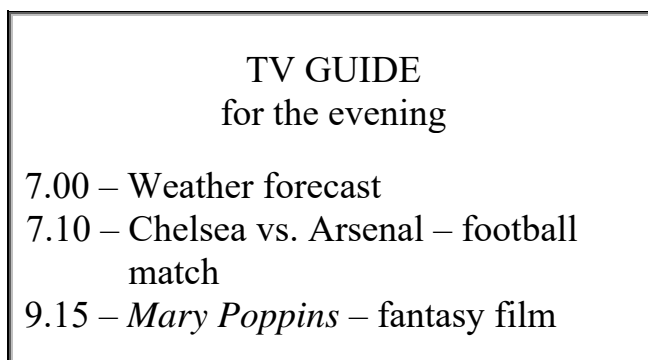 TV GUIDE
for the evening
7.00 – Weather forecast
7.10 – Chelsea vs. Arsenal – football
match
9.15 – Mary Poppins – fantasy film